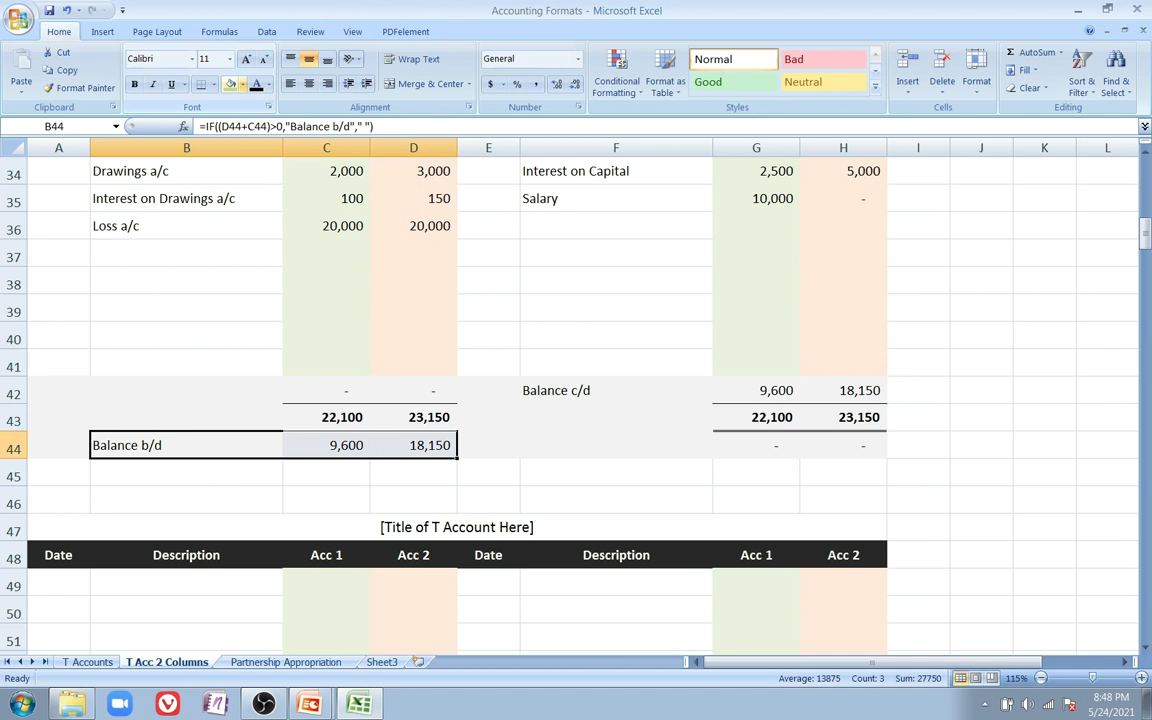 Accounting Formats - Microsoft Excel
Home Insert Page Layout Formulas Data Review View PDFelement
Paste Cut Copy Format Painter Clipboard
Calibri 11 A A B I U A Font
Wrap Text Merge & Center Alignment
General $ % , Number
Conditional Formatting Format as Table Normal Bad Good Neutral Styles
Insert Delete Format Cells
Σ AutoSum Fill Clear Sort & Filter Find & Select Editing
B44 fx =IF((D44+C44)>0,"Balance b/d"," ")
A B C D E F G H I J K L
34 Drawings a/c 2,000 3,000 Interest on Capital 2,500 5,000
35 Interest on Drawings a/c 100 150 Salary 10,000 -
36 Loss a/c 20,000 20,000
37
38
39
40
41
42 - - Balance c/d 9,600 18,150
43 22,100 23,150 22,100 23,150
44 Balance b/d 9,600 18,150 - -
45
46
47 [Title of T Account Here]
48 Date Description Acc 1 Acc 2 Date Description Acc 1 Acc 2
49
50
51
T Accounts T Acc 2 Columns Partnership Appropriation Sheet3
Ready Average: 13875 Count: 3 Sum: 27750 115%
8:48 PM
5/24/2021